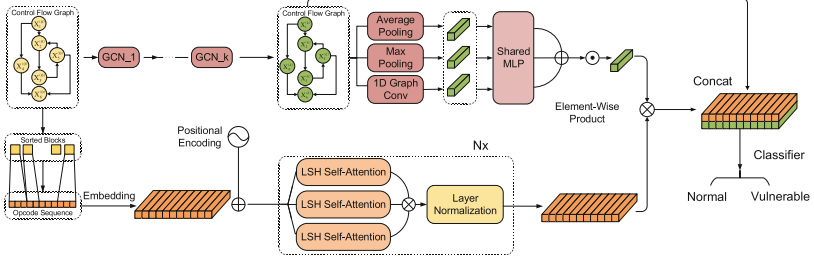 Control Flow Graph
GCN_1
GCN_k
Control Flow Graph
Average
Pooling
Max
Pooling
1D Graph
Conv
Shared
MLP
Element-Wise
Product
Concat
Classifier
Normal
Vulnerable
Sorted Blocks
Opcode Sequence
Embedding
Positional
Encoding
Nx
LSH Self-Attention
LSH Self-Attention
LSH Self-Attention
Layer
Normalization